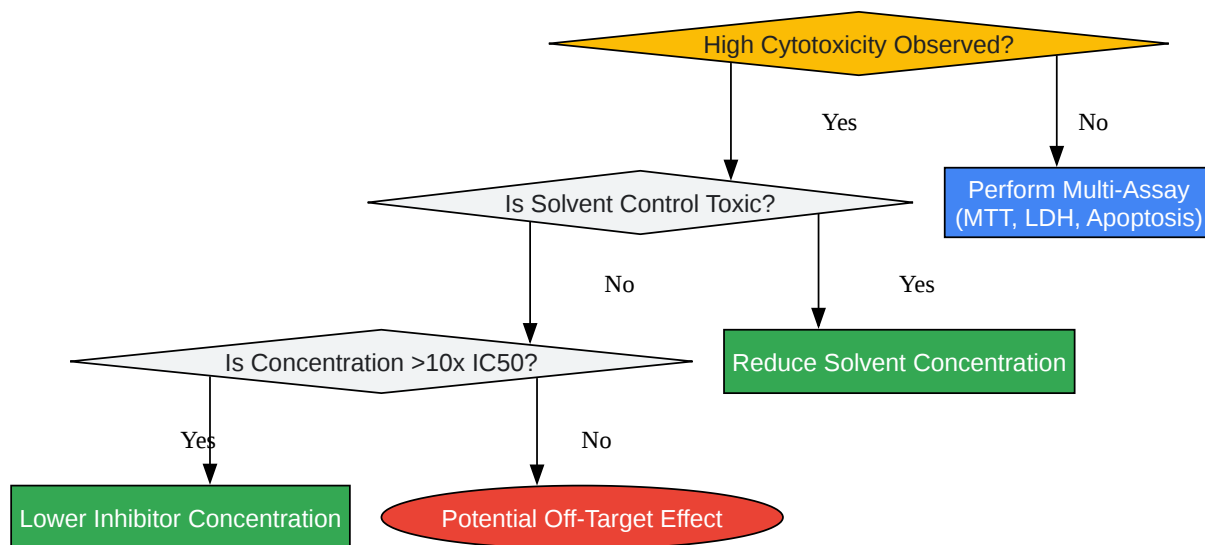 High Cytotoxicity Observed?
Yes
No
Is Solvent Control Toxic?
Perform Multi-Assay
(MTT, LDH, Apoptosis)
No
Yes
Is Concentration >10x IC50?
Reduce Solvent Concentration
Yes
No
Lower Inhibitor Concentration
Potential Off-Target Effect